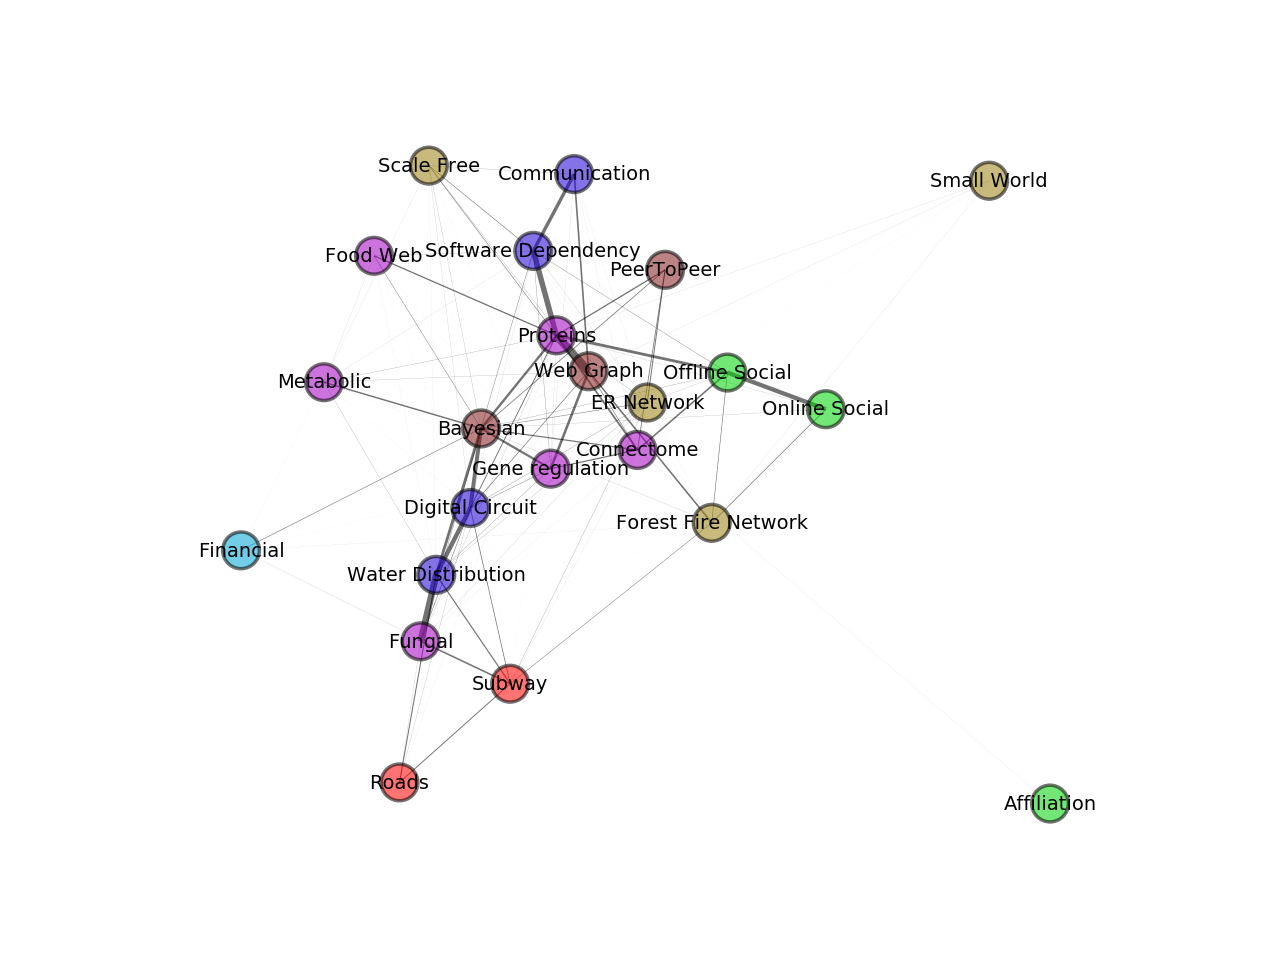 Scale Free
Communication
Small World
Food Web
Software Dependency
PeerToPeer
Proteins
Web Graph
Offline Social
Metabolic
ER Network
Online Social
Bayesian
Connectome
Gene regulation
Digital Circuit
Forest Fire Network
Financial
Water Distribution
Fungal
Subway
Roads
Affiliation